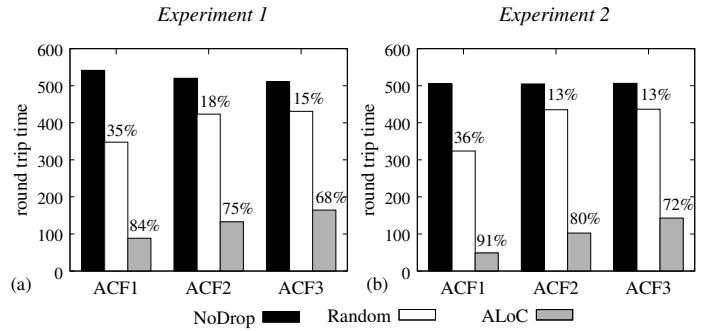 Experiment 1
Experiment 2
round trip time
600
500
400
300
200
100
0
35%
84%
18%
75%
15%
68%
ACF1 ACF2 ACF3
(a)
round trip time
600
500
400
300
200
100
0
36%
91%
13%
80%
13%
72%
ACF1 ACF2 ACF3
(b)
NoDrop Random ALoC